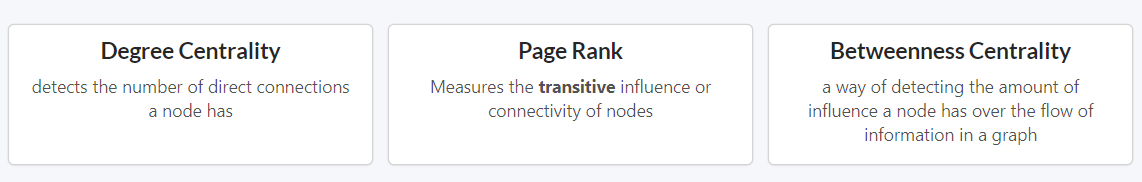 Degree Centrality
detects the number of direct connections
a node has
Page Rank
Measures the transitive influence or
connectivity of nodes
Betweenness Centrality
a way of detecting the amount of
influence a node has over the flow of
information in a graph